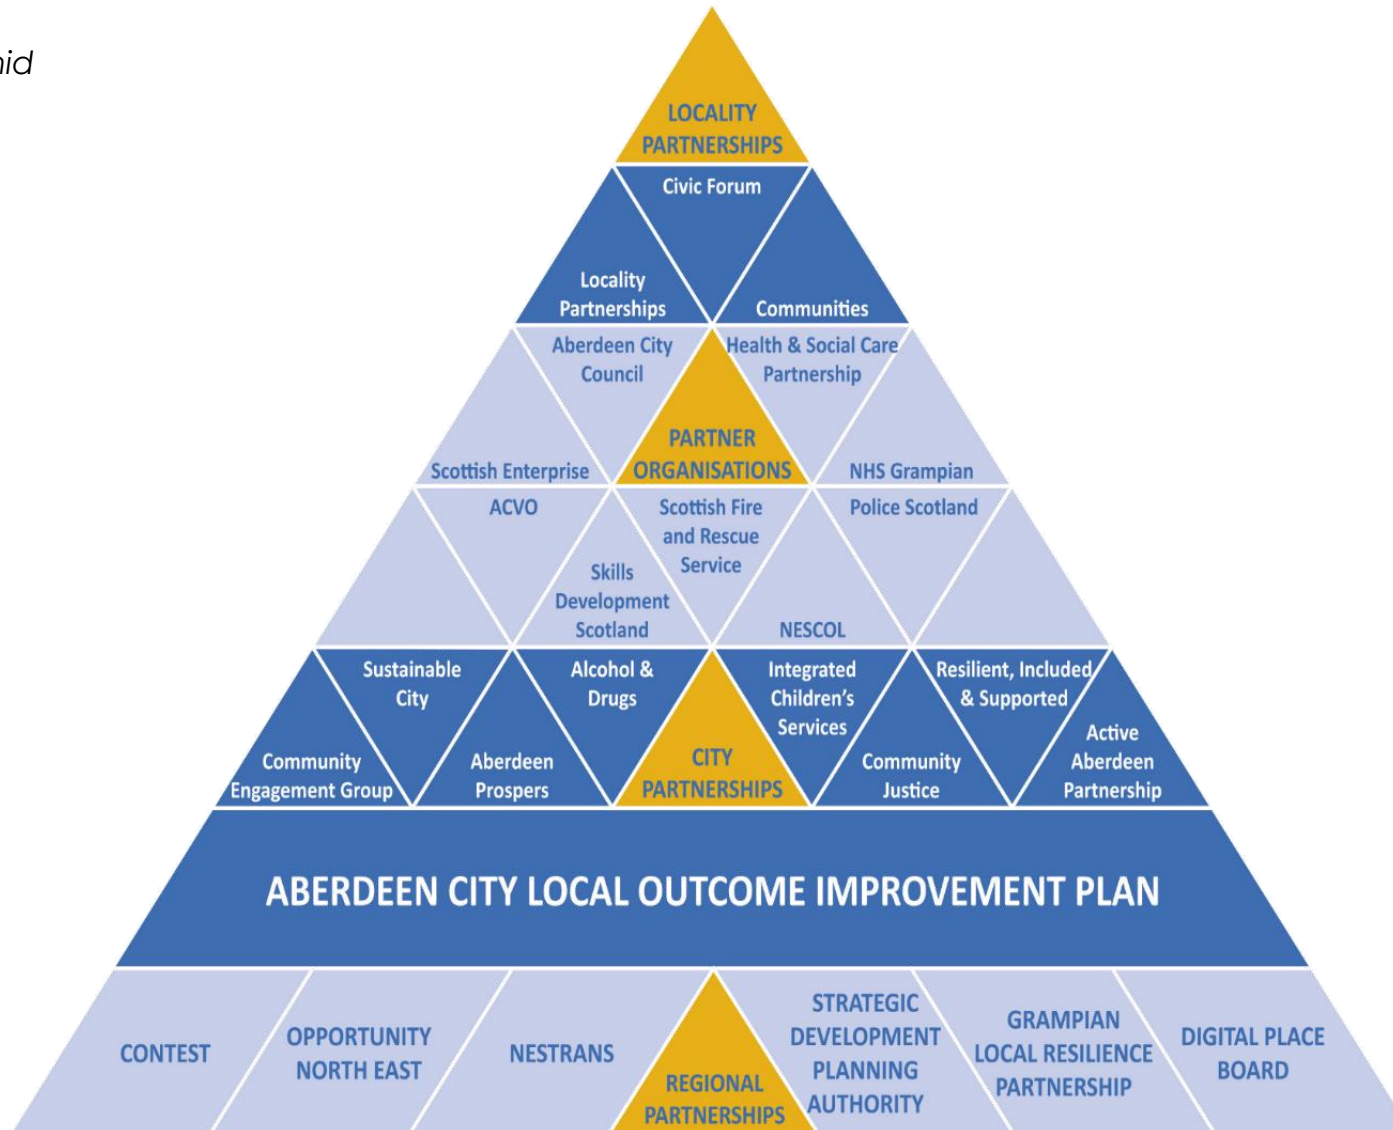 LOCALITY
PARTNERSHIPS
Civic Forum
Locality
Partnerships
Communities
Aberdeen City
Council
Health & Social Care
Partnership
PARTNER
ORGANISATIONS
Scottish Enterprise
NHS Grampian
ACVO
Scottish Fire
and Rescue
Service
Police Scotland
Skills
Development
Scotland
NESCOL
Sustainable
City
Alcohol &
Drugs
Integrated
Children's
Services
Resilient, Included
& Supported
Community
Engagement Group
Aberdeen
Prospers
CITY
PARTNERSHIPS
Community
Justice
Active
Aberdeen
Partnership
ABERDEEN CITY LOCAL OUTCOME IMPROVEMENT PLAN
CONTEST
OPPORTUNITY
NORTH EAST
NESTRANS
REGIONAL
PARTNERSHIPS
STRATEGIC
DEVELOPMENT
PLANNING
AUTHORITY
GRAMPIAN
LOCAL RESILIENCE
PARTNERSHIP
DIGITAL PLACE
BOARD